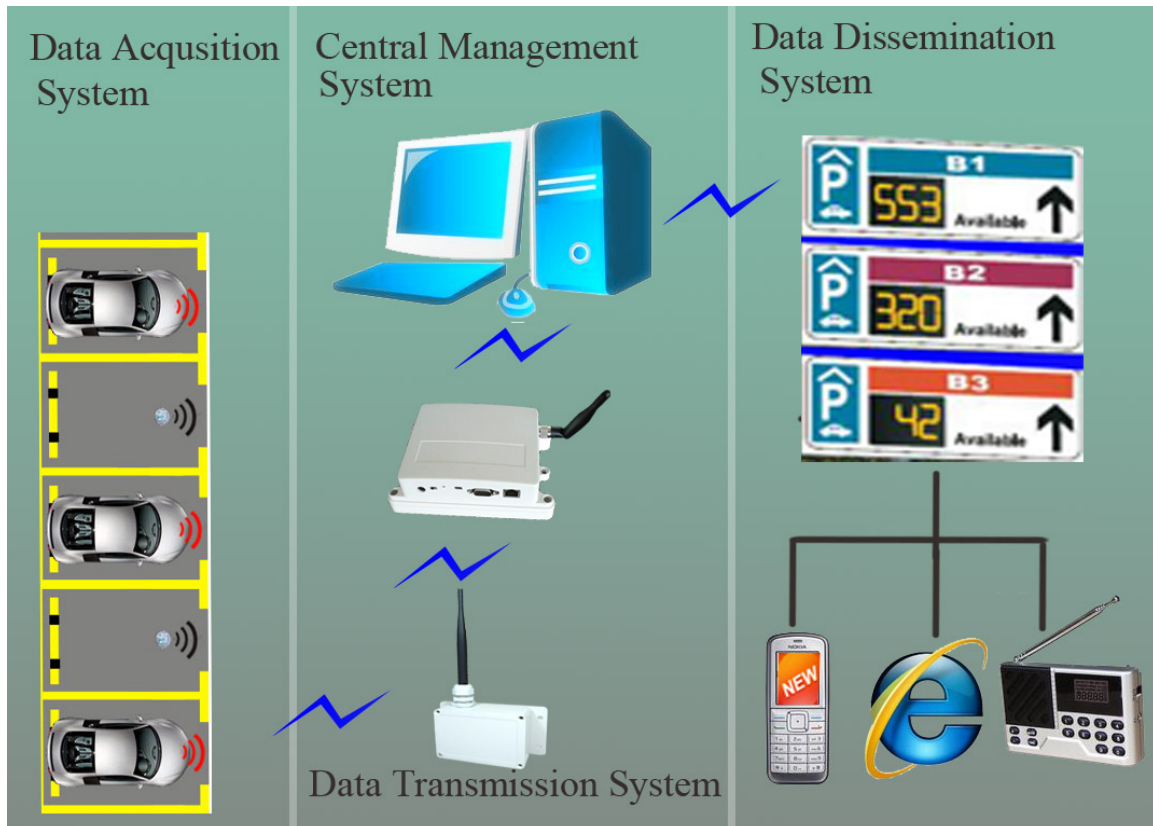 Data Acqusition
System
Central Management
System
Data Dissemination
System
B1
P
553
Available
B2
P
320
Available
B3
P
42
Available
NOKIA
NEW
Data Transmission System